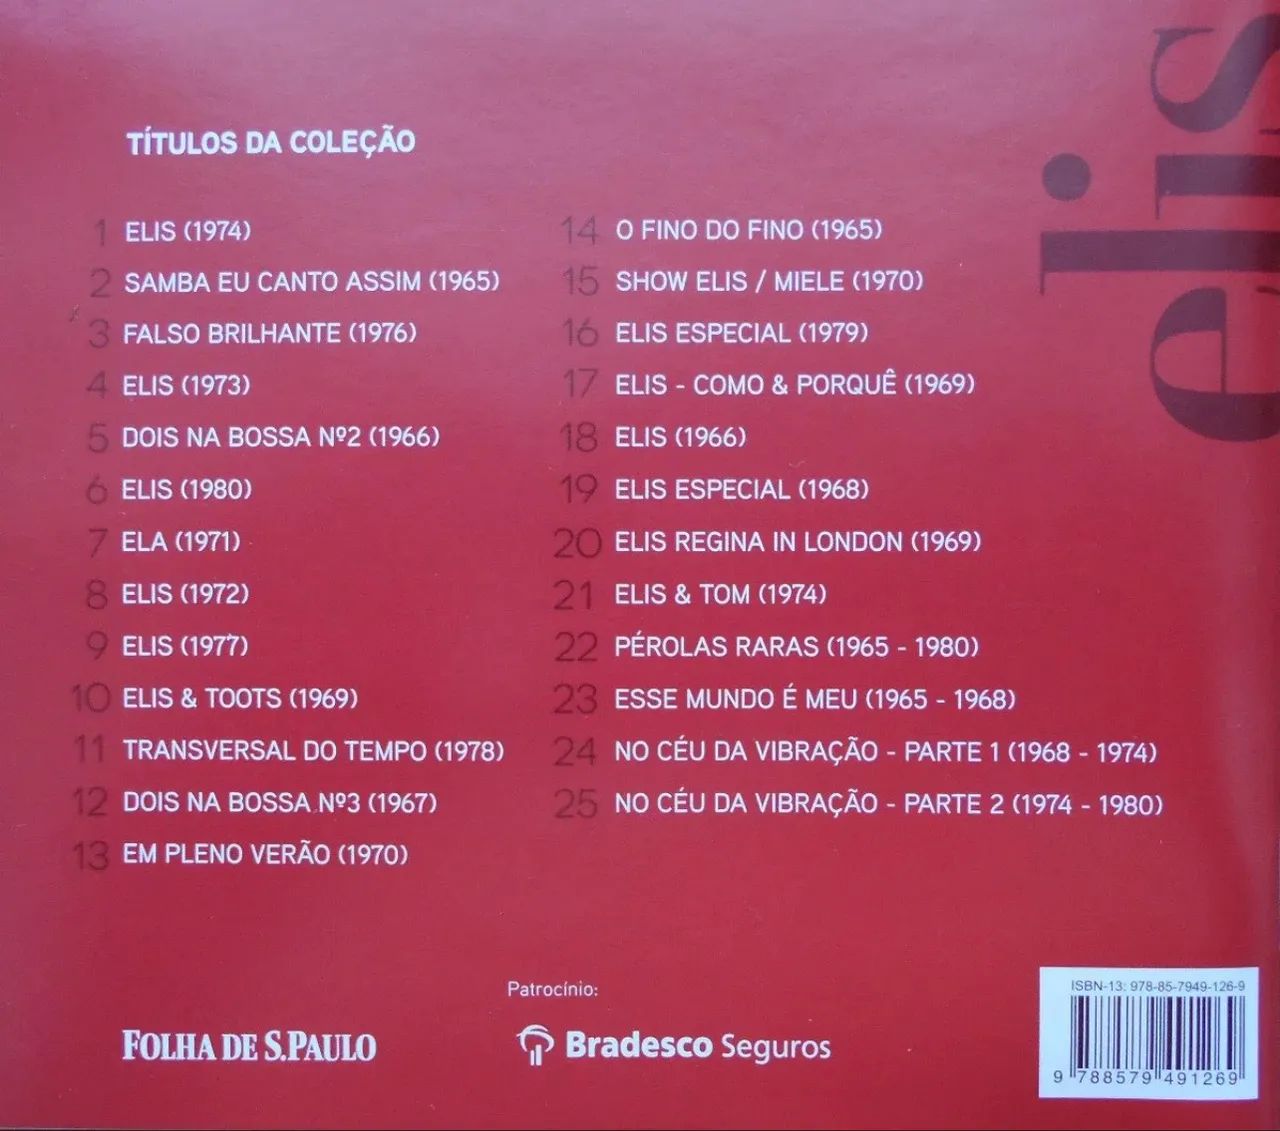 elis
TÍTULOS DA COLEÇÃO
1 ELIS (1974)
2 SAMBA EU CANTO ASSIM (1965)
3 FALSO BRILHANTE (1976)
4 ELIS (1973)
5 DOIS NA BOSSA Nº2 (1966)
6 ELIS (1980)
7 ELA (1971)
8 ELIS (1972)
9 ELIS (1977)
10 ELIS & TOOTS (1969)
11 TRANSVERSAL DO TEMPO (1978)
12 DOIS NA BOSSA Nº3 (1967)
13 EM PLENO VERÃO (1970)
14 O FINO DO FINO (1965)
15 SHOW ELIS / MIELE (1970)
16 ELIS ESPECIAL (1979)
17 ELIS - COMO & PORQUÊ (1969)
18 ELIS (1966)
19 ELIS ESPECIAL (1968)
20 ELIS REGINA IN LONDON (1969)
21 ELIS & TOM (1974)
22 PÉROLAS RARAS (1965 - 1980)
23 ESSE MUNDO É MEU (1965 - 1968)
24 NO CÉU DA VIBRAÇÃO - PARTE 1 (1968 - 1974)
25 NO CÉU DA VIBRAÇÃO - PARTE 2 (1974 - 1980)
FOLHA DE S.PAULO
Patrocínio:
Bradesco Seguros
ISBN-13: 978-85-7949-126-9
9 788579 491269